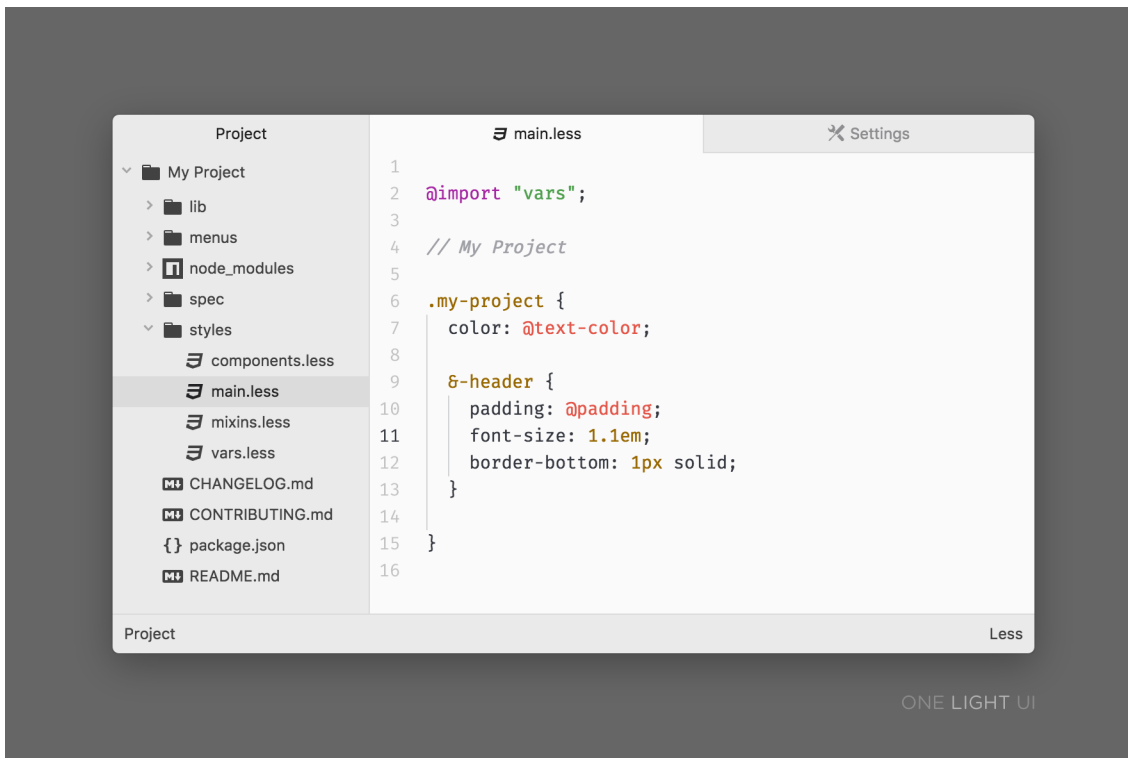 Project
My Project
lib
menus
node_modules
spec
styles
components.less
main.less
mixins.less
vars.less
CHANGELOG.md
CONTRIBUTING.md
{} package.json
README.md
main.less
Settings
1
2 @import "vars";
3
4 // My Project
5
6 .my-project {
7 color: @text-color;
8
9 &-header {
10 padding: @padding;
11 font-size: 1.1em;
12 border-bottom: 1px solid;
13 }
14
15 }
16
Project
Less
ONE LIGHT UI